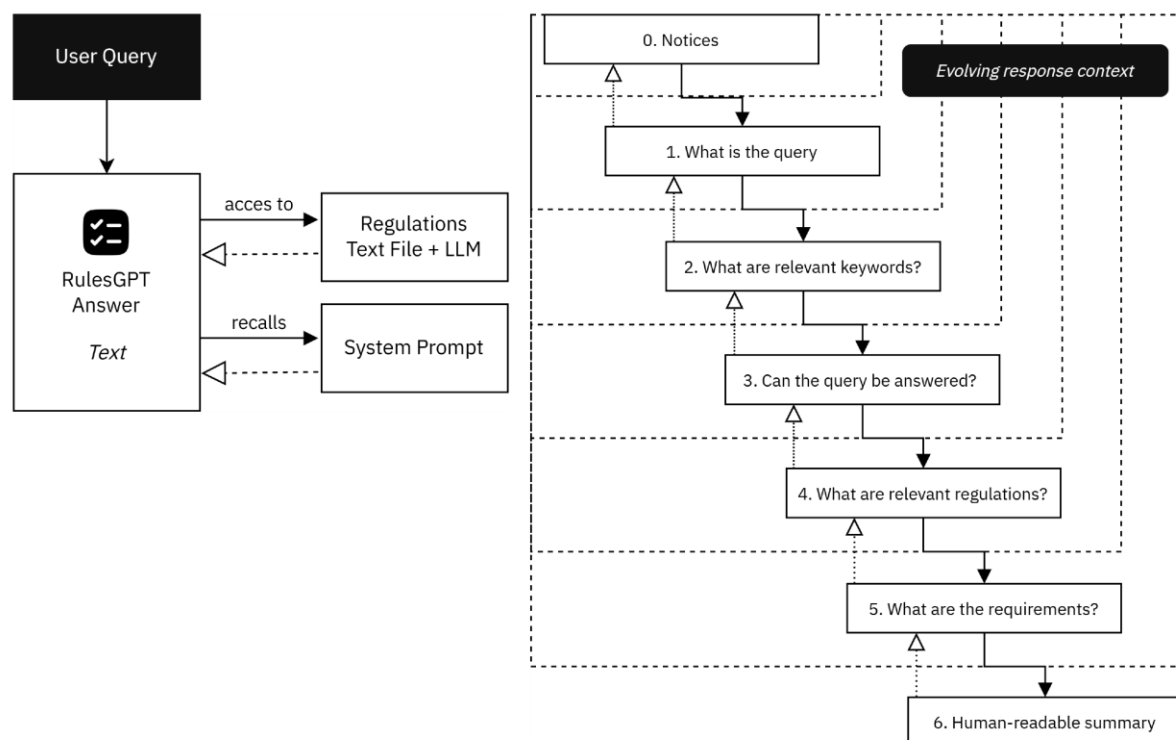 User Query
RulesGPT
Answer
Text
acces to
Regulations
Text File + LLM
recalls
System Prompt
Evolving response context
0. Notices
1. What is the query
2. What are relevant keywords?
3. Can the query be answered?
4. What are relevant regulations?
5. What are the requirements?
6. Human-readable summary